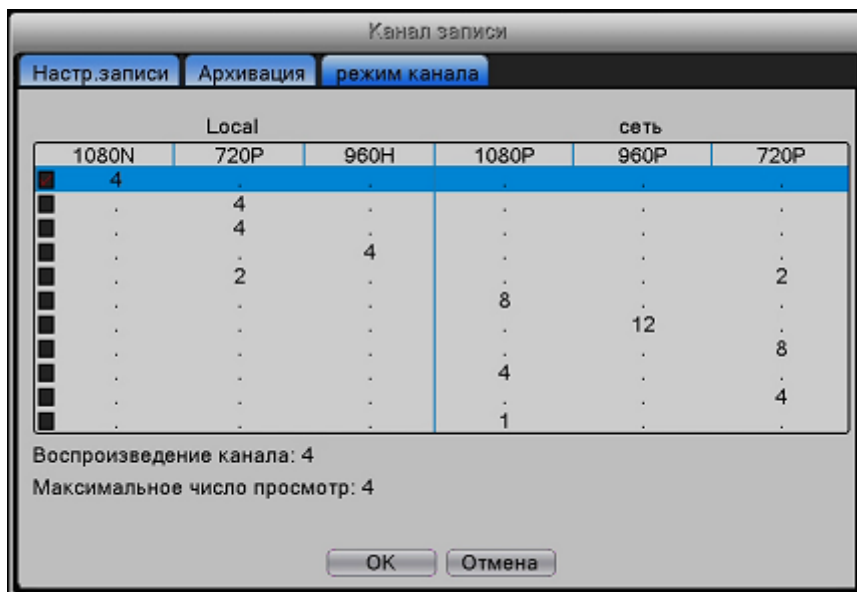 Канал записи
Настр.записи Архивация режим канала
Local сеть
1080N 720P 960H 1080P 960P 720P
4 . . . . .
. 4 . . . .
. 4 . . . .
. . 4 . . .
. 2 . . . 2
. . . 8 . .
. . . . 12 .
. . . . . 8
. . . 4 . .
. . . . . 4
. . . 1 . .
Воспроизведение канала: 4
Максимальное число просмотр: 4
OK Отмена